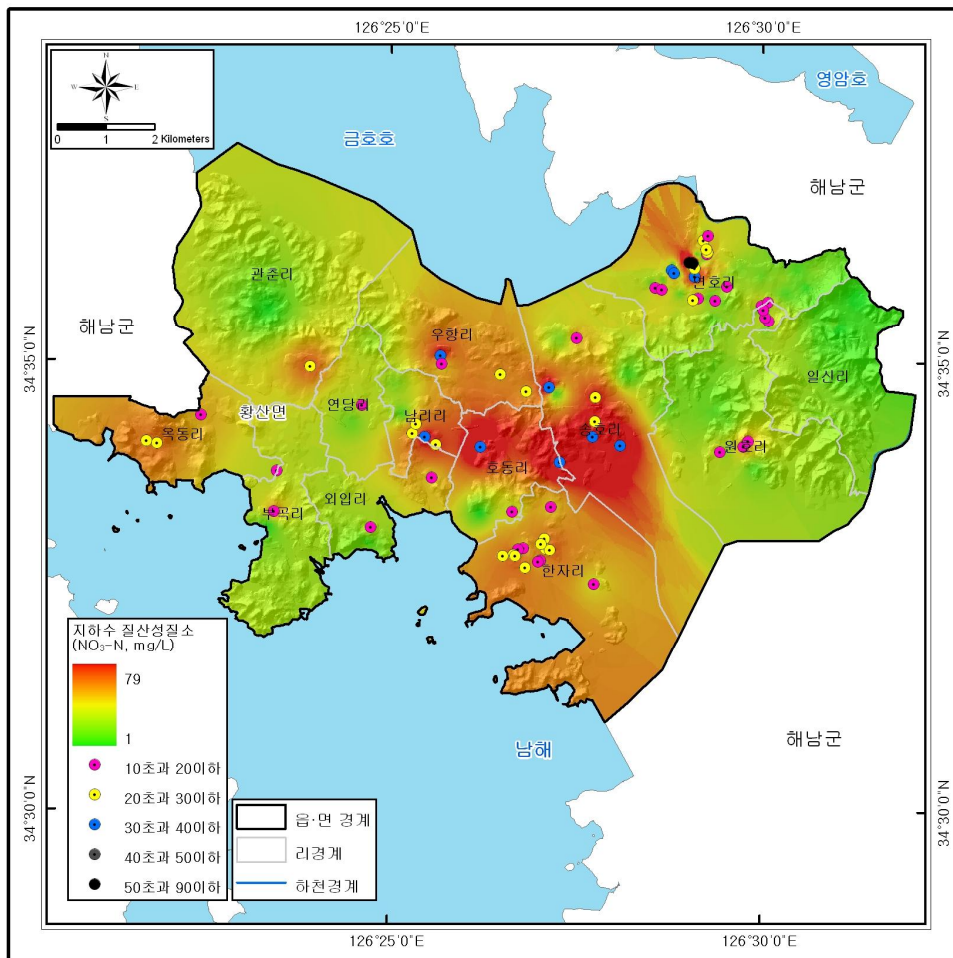 126°25'0"E 126°30'0"E
N
W E
S
0 1 2 Kilometers
영암호
금호호
해남군
관춘리
변호리
우항리
해남군
34°35'0"N
34°35'0"N
일신리
연당리
황산면
남리리
옥동리
송호리
원호리
호동리
외입리
부곡리
한자리
지하수 질산성질소
(NO₃-N, mg/L)
79
1
10초과 20이하
20초과 30이하
30초과 40이하
40초과 50이하
50초과 90이하
읍·면 경계
리경계
하천경계
남해
해남군
34°30'0"N
34°30'0"N
126°25'0"E 126°30'0"E